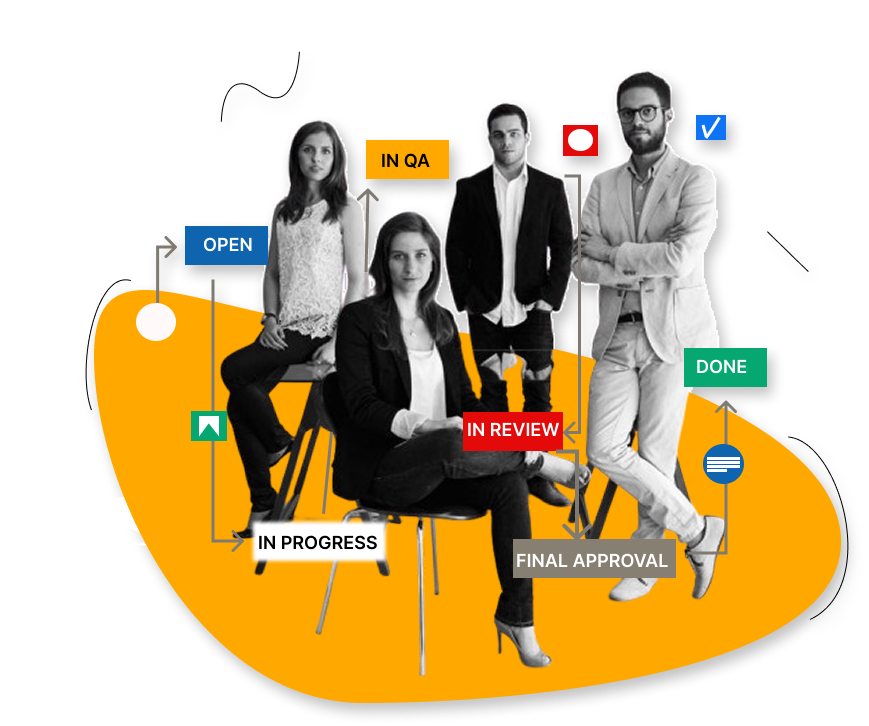 IN QA
OPEN
DONE
IN REVIEW
IN PROGRESS
FINAL APPROVAL